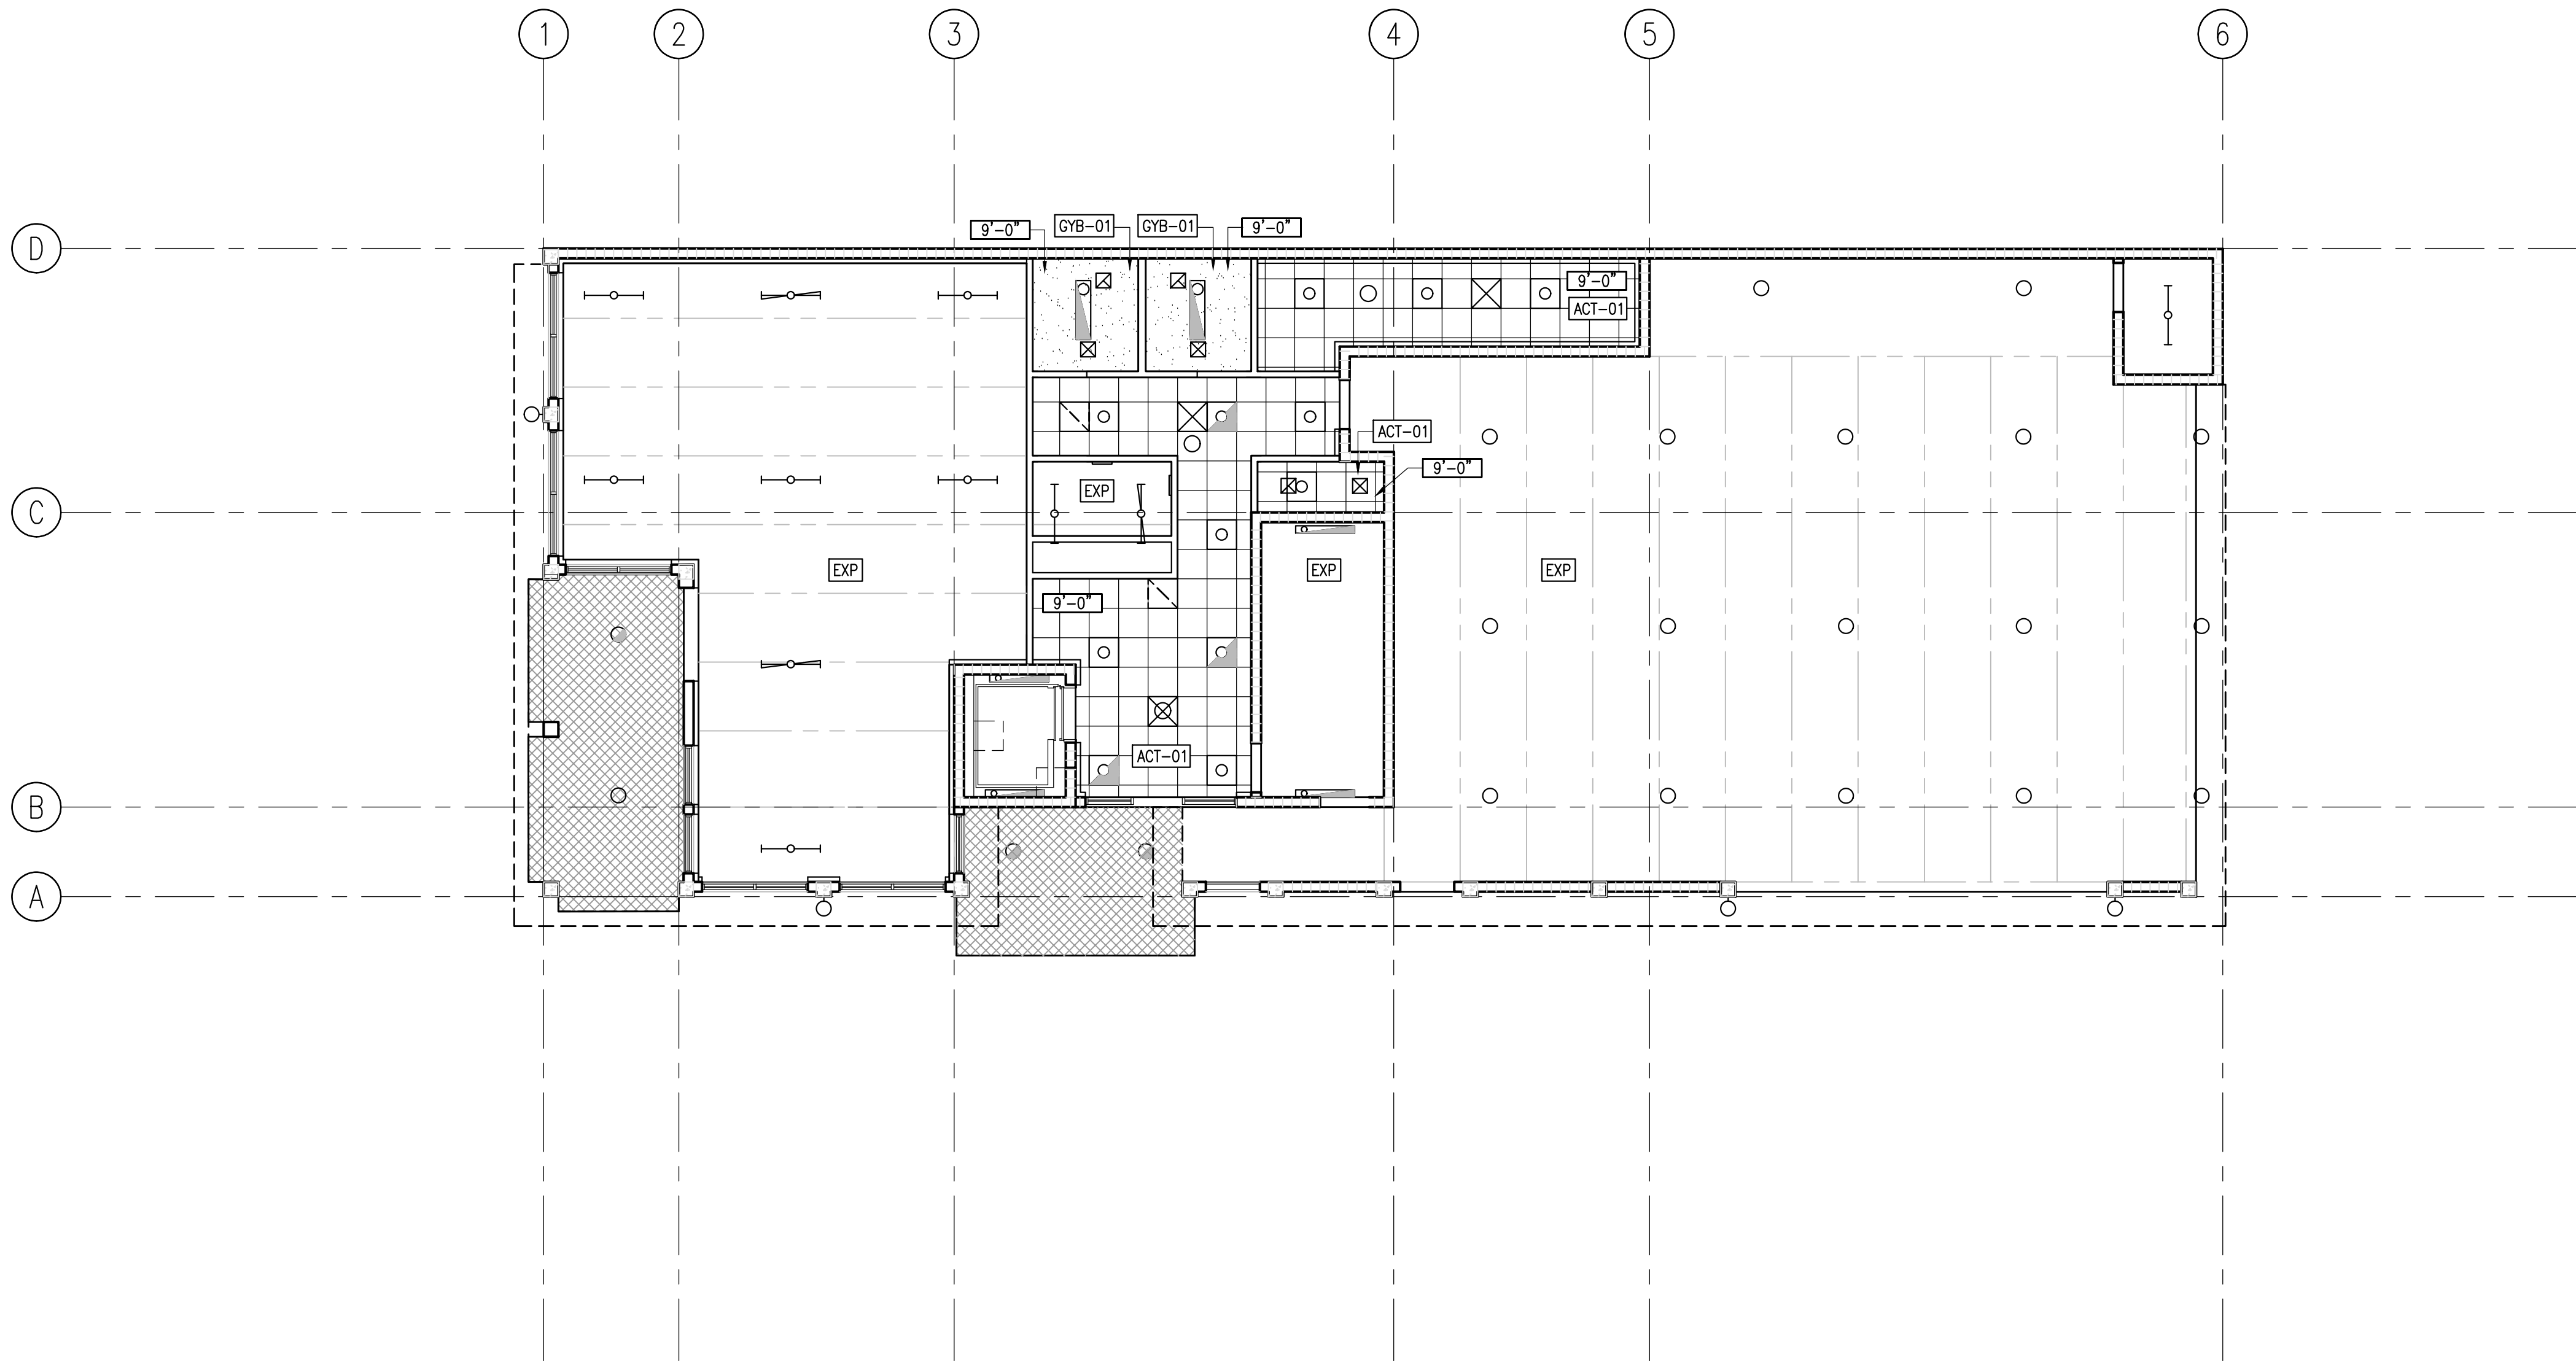 1
2
3
4
5
6
D
9'-0"
GYB-01
GYB-01
9'-0"
9'-0"
ACT-01
ACT-01
9'-0"
EXP
C
EXP
EXP
EXP
9'-0"
ACT-01
B
A